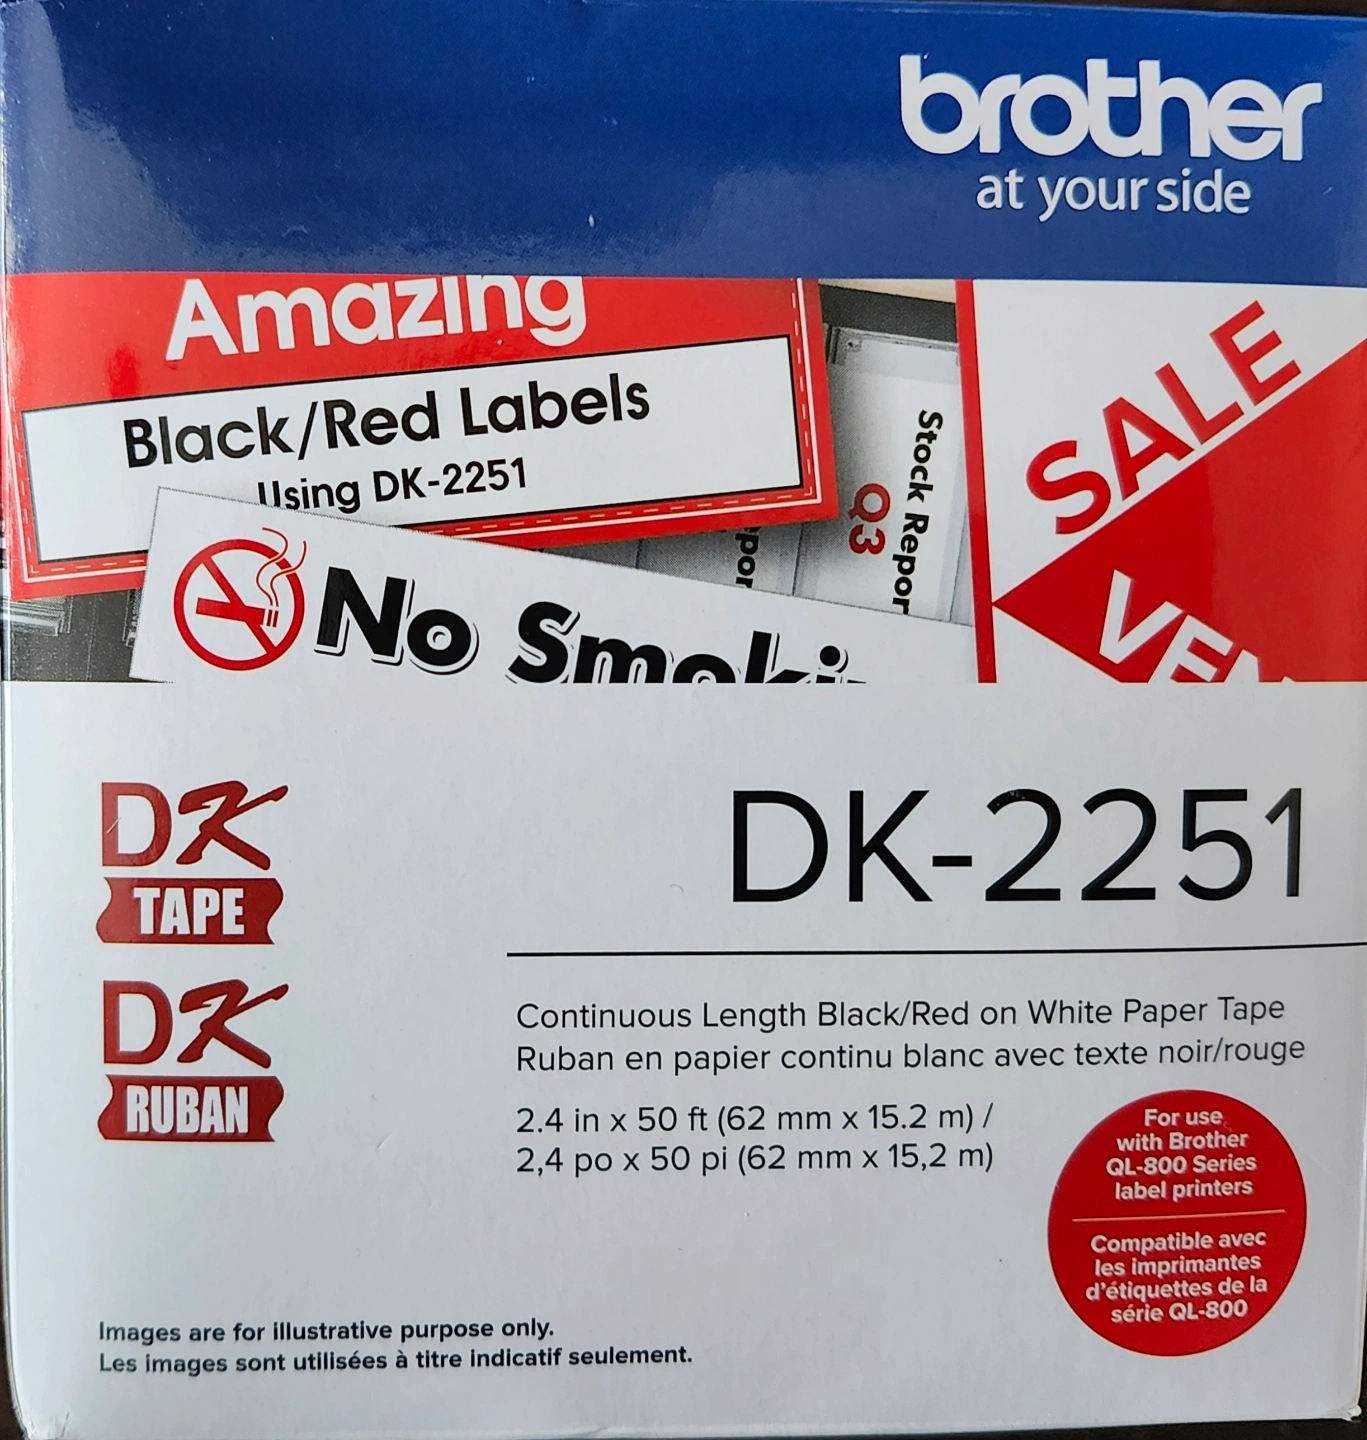 brother
at your side
Amazing
Black/Red Labels
Using DK-2251
No Smoki
Stock Repor
Q3
por
SALE
VEN
DK
TAPE
DK
RUBAN
DK-2251
Continuous Length Black/Red on White Paper Tape
Ruban en papier continu blanc avec texte noir/rouge
2.4 in x 50 ft (62 mm x 15.2 m) /
2,4 po x 50 pi (62 mm x 15,2 m)
For use
with Brother
QL-800 Series
label printers
Compatible avec
les imprimantes
d'étiquettes de la
série QL-800
Images are for illustrative purpose only.
Les images sont utilisées à titre indicatif seulement.